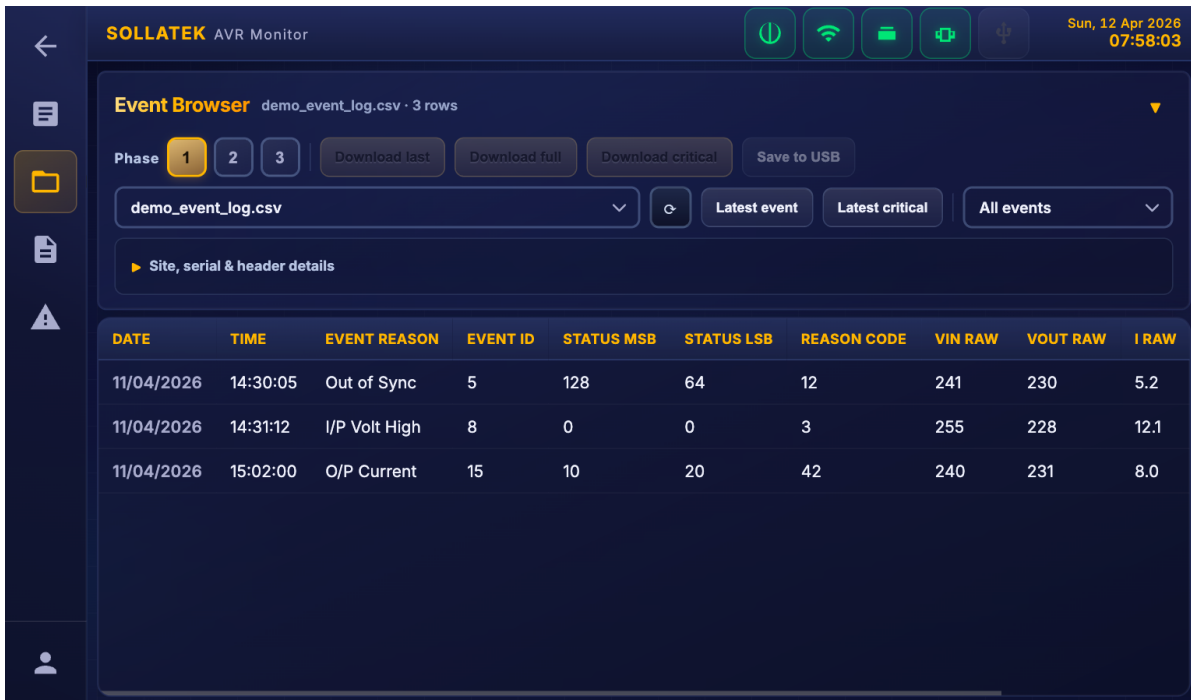 SOLLATEK AVR Monitor
Sun, 12 Apr 2026
07:58:03
Event Browser demo_event_log.csv · 3 rows
Phase 1 2 3 Download last Download full Download critical Save to USB
demo_event_log.csv Latest event Latest critical All events
Site, serial & header details
DATE TIME EVENT REASON EVENT ID STATUS MSB STATUS LSB REASON CODE VIN RAW VOUT RAW I RAW
11/04/2026 14:30:05 Out of Sync 5 128 64 12 241 230 5.2
11/04/2026 14:31:12 I/P Volt High 8 0 0 3 255 228 12.1
11/04/2026 15:02:00 O/P Current 15 10 20 42 240 231 8.0